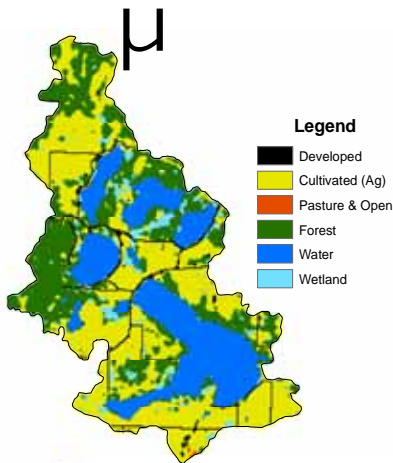 µ
Legend
Developed
Cultivated (Ag)
Pasture & Open
Forest
Water
Wetland